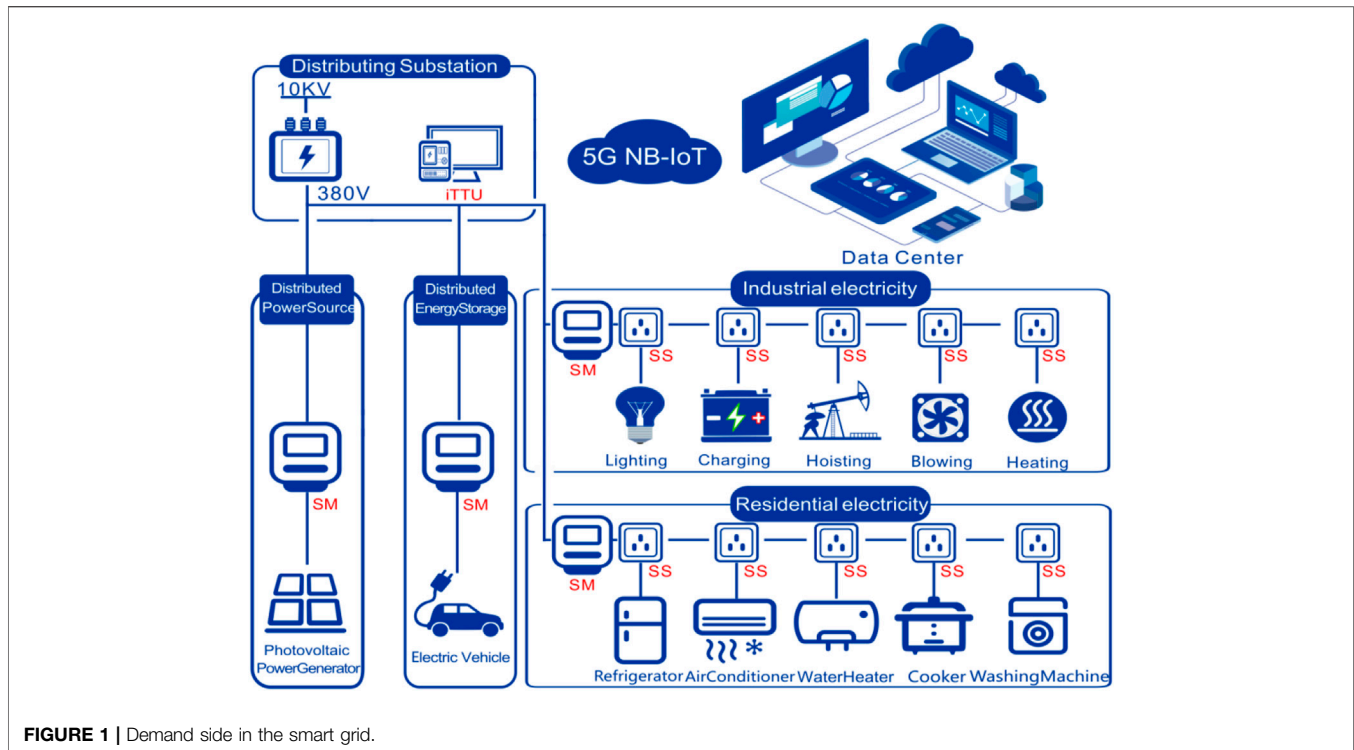 Distributing Substation
10KV
380V
iTTU
5G NB-IoT
Data Center
Distributed
PowerSource
SM
Photovoltaic
PowerGenerator
Distributed
EnergyStorage
SM
Electric Vehicle
Industrial electricity
SM
SS
SS
SS
SS
SS
Lighting
Charging
Hoisting
Blowing
Heating
Residential electricity
SM
SS
SS
SS
SS
SS
Refrigerator
AirConditioner
WaterHeater
Cooker
WashingMachine
FIGURE 1 | Demand side in the smart grid.